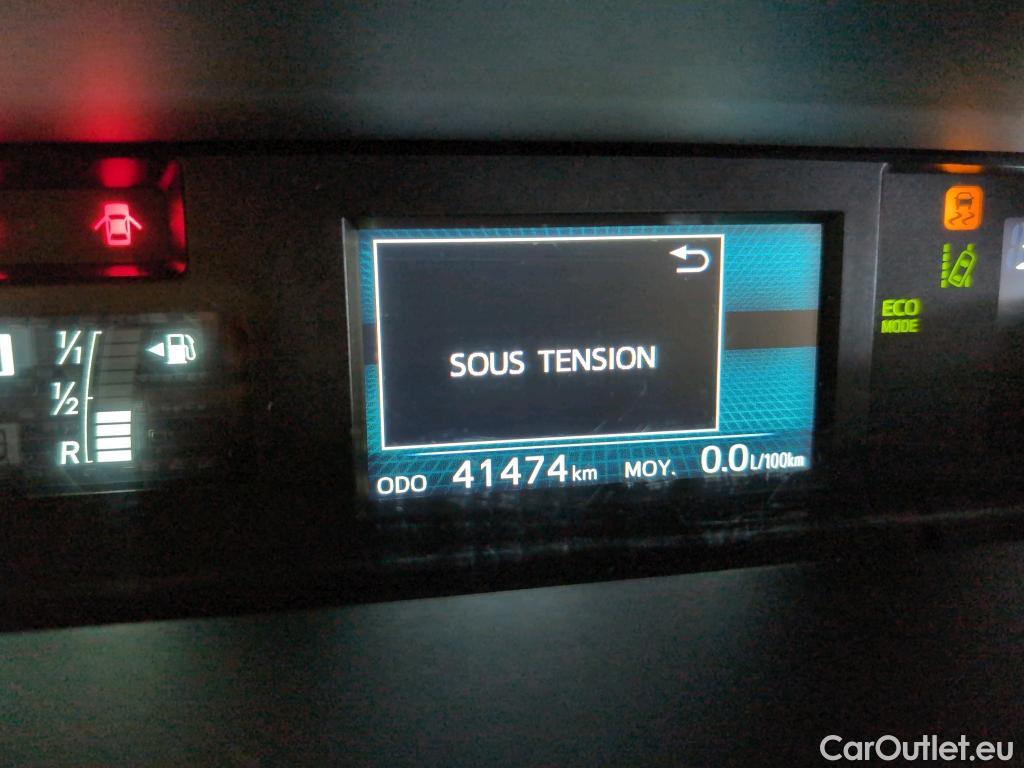 1/1
1/2
R
SOUS TENSION
ODO 41474 km MOY. 0.0 L/100km
ECO
MODE
CarOutlet.eu